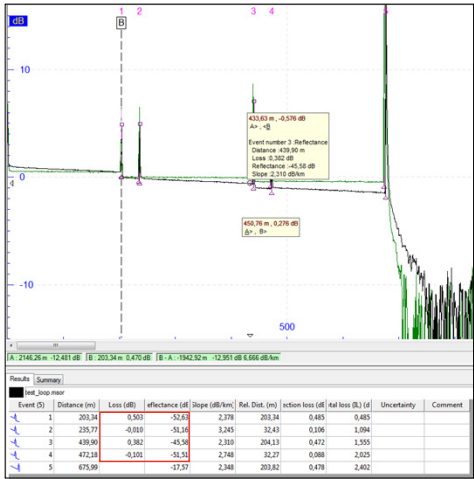 dB
1 2 3 4 5
B
10
433,63 m , -0,576 dB
A> , <B
Event number 3 :Reflectance
Distance :439,90 m
Loss :0,382 dB
Reflectance :-45,58 dB
Slope :2,310 dB/km
0
4
450,76 m , 0,276 dB
A> , B>
-10
500
m
A : 2146,26 m -12,481 dB B : 203,34 m 0,470 dB B - A : -1942,92 m -12,951 dB 6,666 dB/km
Results Summary
test_loop.msor
Event (5) Distance (m) Loss (dB) eflectance (dE Slope (dB/km) Rel. Dist. (m) ection loss (dE tal loss (IL) (d Uncertainty Comment
1 203,34 0,503 -52,63 2,378 203,34 0,485 0,485
2 235,77 -0,010 -51,16 3,245 32,43 0,106 1,094
3 439,90 0,382 -45,58 2,310 204,13 0,472 1,555
4 472,18 -0,101 -51,51 2,748 32,27 0,088 2,025
5 675,99 -17,57 2,348 203,82 0,478 2,402